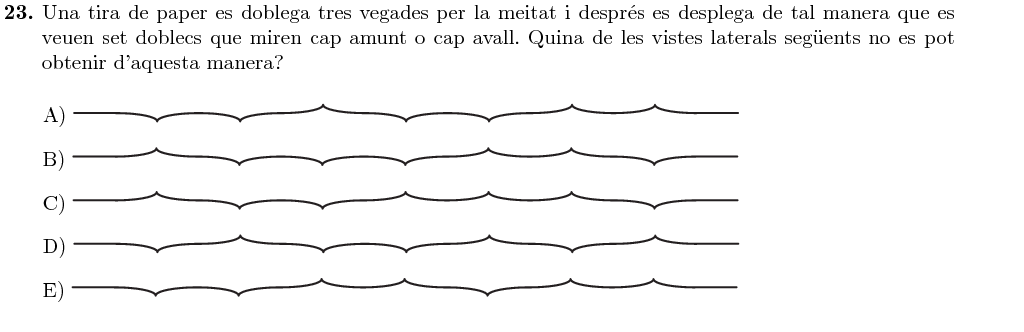 23. Una tira de paper es doblega tres vegades per la meitat i després es desplega de tal manera que es
veuen set doblecs que miren cap amunt o cap avall. Quina de les vistes laterals següents no es pot
obtenir d'aquesta manera?
A)
B)
C)
D)
E)